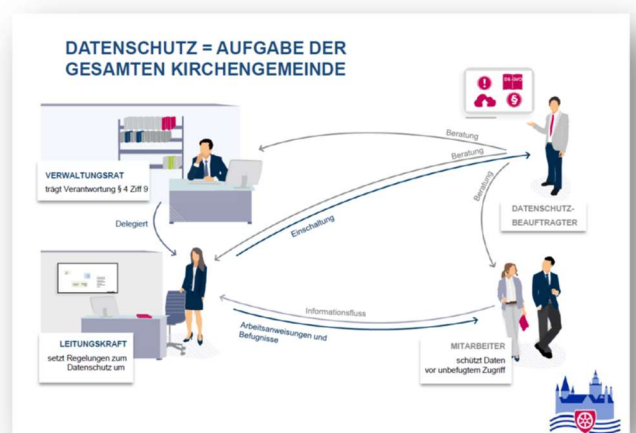 DATENSCHUTZ = AUFGABE DER
GESAMTEN KIRCHENGEMEINDE
§
VERWALTUNGSRAT
trägt Verantwortung § 4 Ziff 9
Beratung
Beratung
Beratung
Einschaltung
DATENSCHUTZ-
BEAUFTRAGTER
Delegiert
Informationsfluss
Arbeitsanweisungen und
Befugnisse
LEITUNGSKRAFT
setzt Regelungen zum
Datenschutz um
MITARBEITER
schützt Daten
vor unbefugtem Zugriff